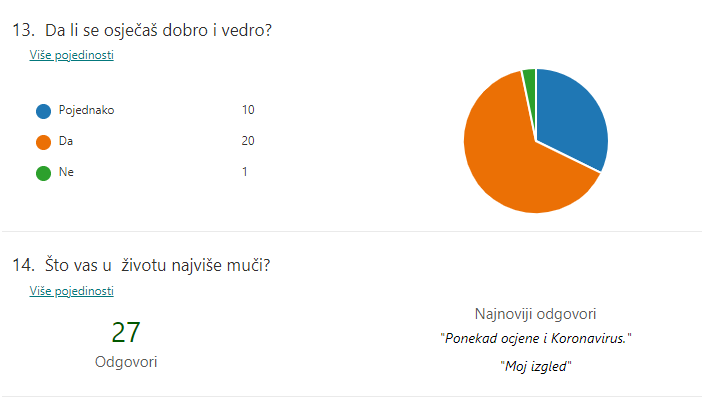 13. Da li se osječaš dobro i vedro?
Više pojedinosti
Pojednako 10
Da 20
Ne 1
14. Što vas u životu najviše muči?
Više pojedinosti
27
Odgovori
Najnoviji odgovori
"Ponekad ocjene i Koronavirus."
"Moj izgled"